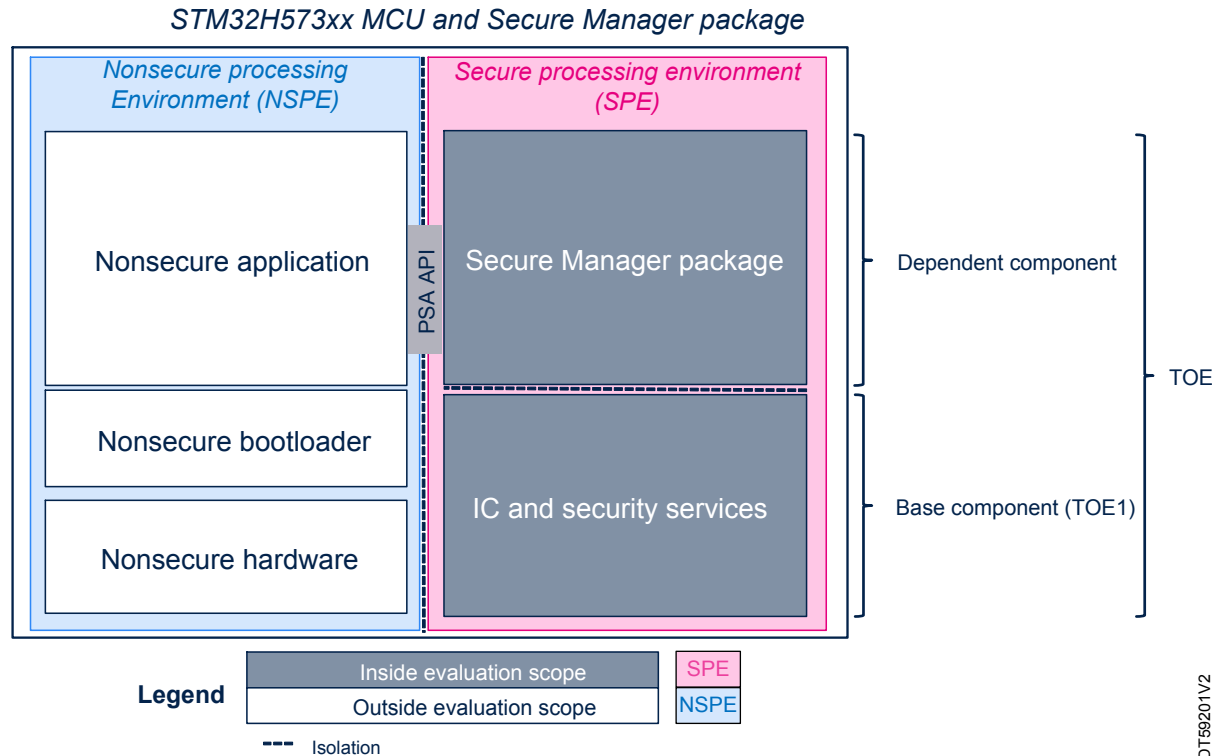 STM32H573xx MCU and Secure Manager package
Nonsecure processing
Environment (NSPE)
Secure processing environment
(SPE)
Nonsecure application
PSA API
Secure Manager package
Dependent component
TOE
Nonsecure bootloader
Nonsecure hardware
IC and security services
Base component (TOE1)
Legend
Inside evaluation scope
Outside evaluation scope
SPE
NSPE
Isolation
DT59201V2